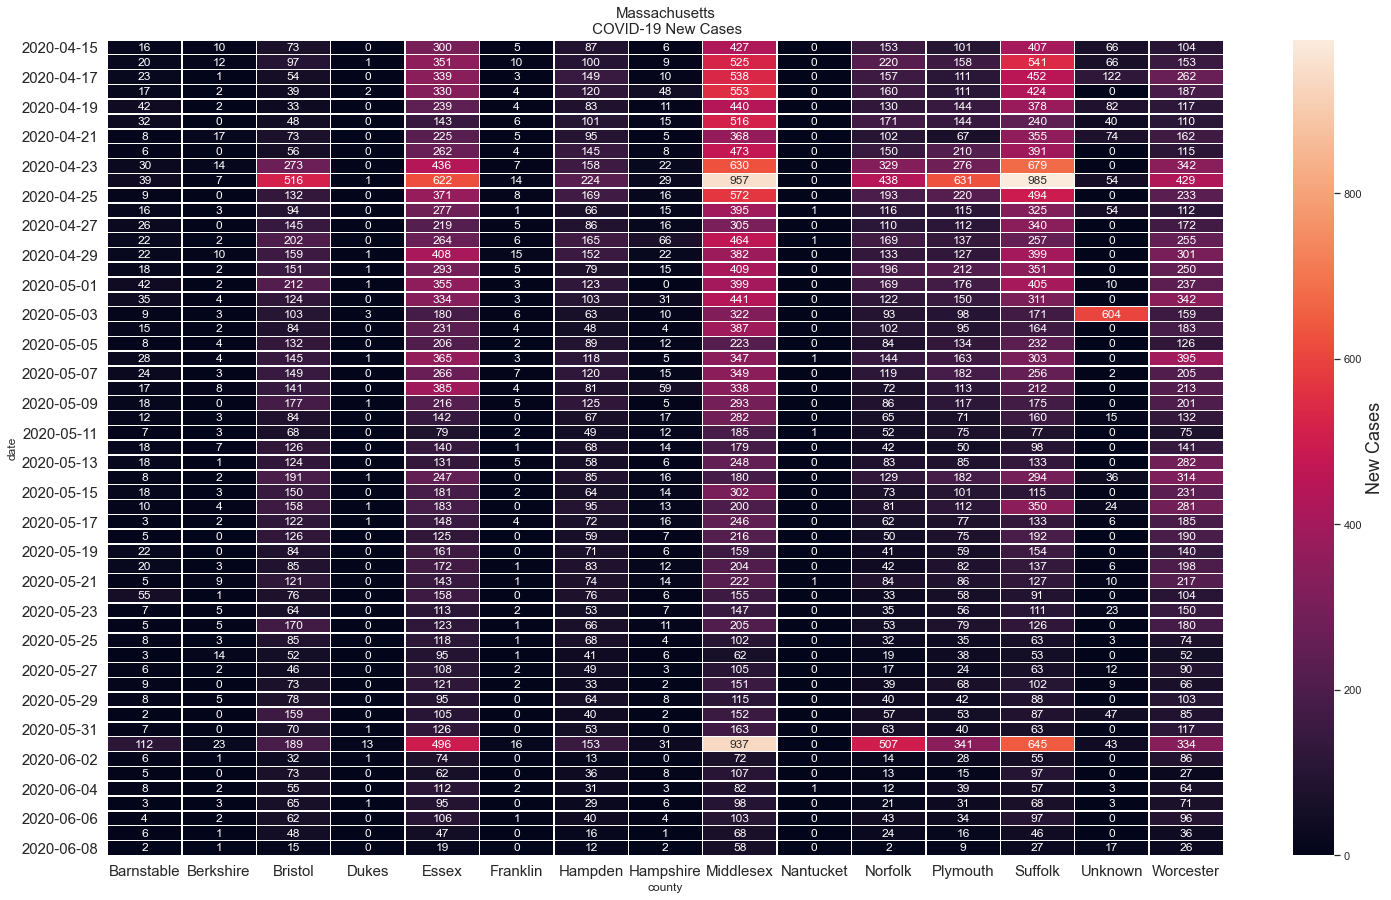 Massachusetts
COVID-19 New Cases
2020-04-15 16 10 73 0 300 5 87 6 427 0 153 101 407 66 104
20 12 97 1 351 10 100 9 525 0 220 158 541 66 153
2020-04-17 23 1 54 0 339 3 149 10 538 0 157 111 452 122 262
17 2 39 2 330 4 120 48 553 0 160 111 424 0 187
2020-04-19 42 2 33 0 239 4 83 11 440 0 130 144 378 82 117
32 0 48 0 143 6 101 15 516 0 171 144 240 40 110
2020-04-21 8 17 73 0 225 5 95 5 368 0 102 67 355 74 162
6 0 56 0 262 4 145 8 473 0 150 210 391 0 115
2020-04-23 30 14 273 0 436 7 158 22 630 0 329 276 679 0 342
39 7 516 1 622 14 224 29 957 0 438 631 985 54 429
2020-04-25 9 0 132 0 371 8 169 16 572 0 193 220 494 0 233
16 3 94 0 277 1 66 15 395 1 116 115 325 54 112
2020-04-27 26 0 145 0 219 5 86 16 305 0 110 112 340 0 172
22 2 202 0 264 6 165 66 464 1 169 137 257 0 255
2020-04-29 22 10 159 1 408 15 152 22 382 0 133 127 399 0 301
18 2 151 1 293 5 79 15 409 0 196 212 351 0 250
2020-05-01 42 2 212 1 355 3 123 0 399 0 169 176 405 10 237
35 4 124 0 334 3 103 31 441 0 122 150 311 0 342
2020-05-03 9 3 103 3 180 6 63 10 322 0 93 98 171 604 159
15 2 84 0 231 4 48 4 387 0 102 95 164 0 183
2020-05-05 8 4 132 0 206 2 89 12 223 0 84 134 232 0 126
28 4 145 1 365 3 118 5 347 1 144 163 303 0 395
2020-05-07 24 3 149 0 266 7 120 15 349 0 119 182 256 2 205
17 8 141 0 385 4 81 59 338 0 72 113 212 0 213
2020-05-09 18 0 177 1 216 5 125 5 293 0 86 117 175 0 201
12 3 84 0 142 0 67 17 282 0 65 71 160 15 132
2020-05-11 7 3 68 0 79 2 49 12 185 1 52 75 77 0 75
18 7 126 0 140 1 68 14 179 0 42 50 98 0 141
2020-05-13 18 1 124 0 131 5 58 6 248 0 83 85 133 0 282
8 2 191 1 247 0 85 16 180 0 129 182 294 36 314
2020-05-15 18 3 150 0 181 2 64 14 302 0 73 101 115 0 231
10 4 158 1 183 0 95 13 200 0 81 112 350 24 281
2020-05-17 3 2 122 1 148 4 72 16 246 0 62 77 133 6 185
5 0 126 0 125 0 59 7 216 0 50 75 192 0 190
2020-05-19 22 0 84 0 161 0 71 6 159 0 41 59 154 0 140
20 3 85 0 172 1 83 12 204 0 42 82 137 6 198
2020-05-21 5 9 121 0 143 1 74 14 222 1 84 86 127 10 217
55 1 76 0 158 0 76 6 155 0 33 58 91 0 104
2020-05-23 7 5 64 0 113 2 53 7 147 0 35 56 111 23 150
5 5 170 0 123 1 66 11 205 0 53 79 126 0 180
2020-05-25 8 3 85 0 118 1 68 4 102 0 32 35 63 3 74
3 14 52 0 95 1 41 6 62 0 19 38 53 0 52
2020-05-27 6 2 46 0 108 2 49 3 105 0 17 24 63 12 90
9 0 73 0 121 2 33 2 151 0 39 68 102 9 66
2020-05-29 8 5 78 0 95 0 64 8 115 0 40 42 88 0 103
2 0 159 0 105 0 40 2 152 0 57 53 87 47 85
2020-05-31 7 0 70 1 126 0 53 0 163 0 63 40 63 0 117
112 23 189 13 496 16 153 31 937 0 507 341 645 43 334
2020-06-02 6 1 32 1 74 0 13 0 72 0 14 28 55 0 86
5 0 73 0 62 0 36 8 107 0 13 15 97 0 27
2020-06-04 8 2 55 0 112 2 31 3 82 1 12 39 57 3 64
3 3 65 1 95 0 29 6 98 0 21 31 68 3 71
2020-06-06 4 2 62 0 106 1 40 4 103 0 43 34 97 0 96
6 1 48 0 47 0 16 1 68 0 24 16 46 0 36
2020-06-08 2 1 15 0 19 0 12 2 58 0 2 9 27 17 26
Barnstable Berkshire Bristol Dukes Essex Franklin Hampden Hampshire Middlesex Nantucket Norfolk Plymouth Suffolk Unknown Worcester
county
date
800
600
400
200
0
New Cases